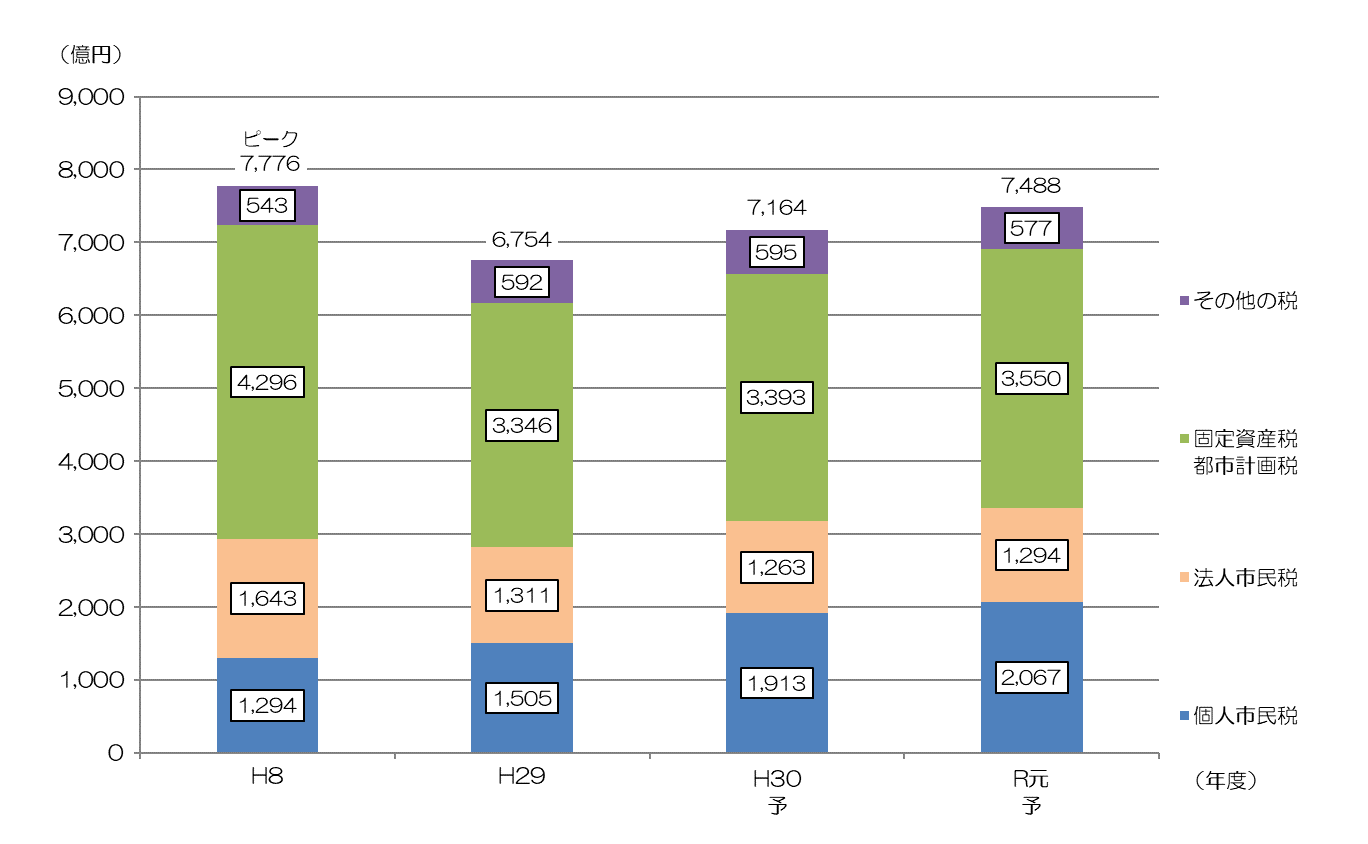 （億円）
9,000
8,000
7,000
6,000
5,000
4,000
3,000
2,000
1,000
0
ピーク
7,776
543
4,296
1,643
1,294
H8
6,754
592
3,346
1,311
1,505
H29
7,164
595
3,393
1,263
1,913
H30
予
7,488
577
3,550
1,294
2,067
R元
予
（年度）
その他の税
固定資産税
都市計画税
法人市民税
個人市民税